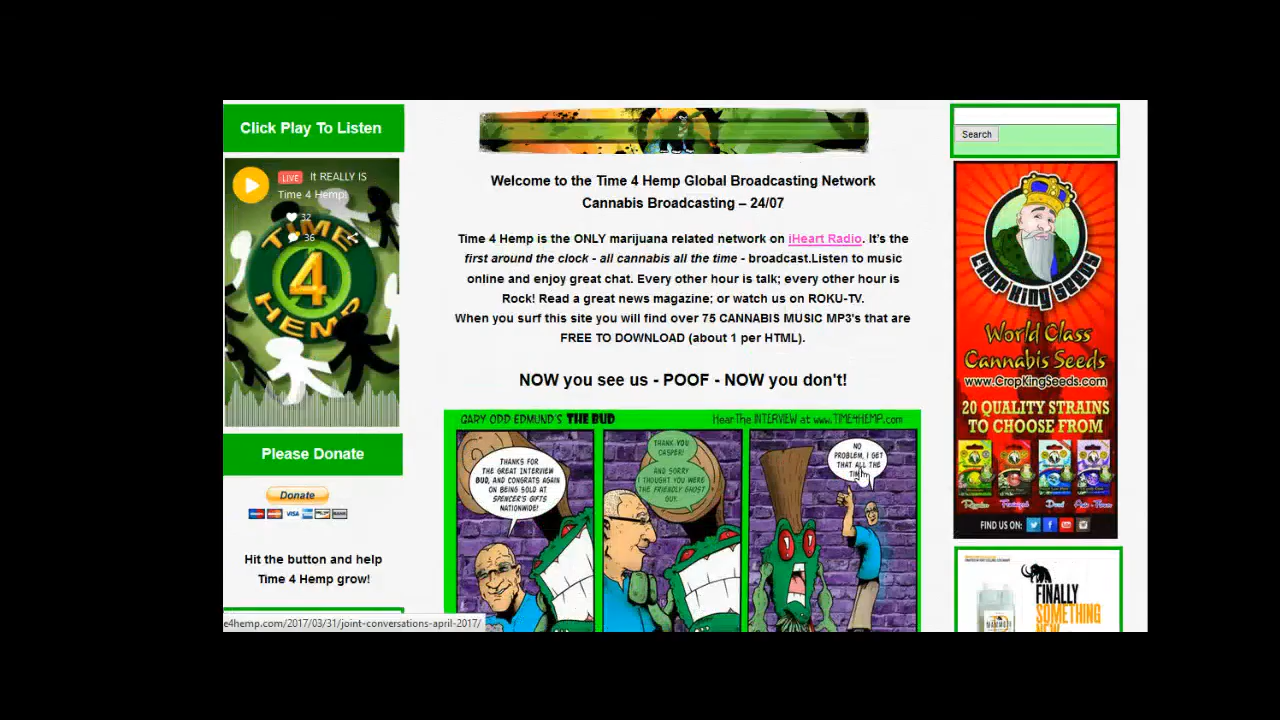 Click Play To Listen
LIVE It REALLY IS
Time 4 Hemp!
32
36
TIME
4
HEMP
Please Donate
Donate
VISA
Hit the button and help
Time 4 Hemp grow!
e4hemp.com/2017/03/31/joint-conversations-april-2017/
Welcome to the Time 4 Hemp Global Broadcasting Network
Cannabis Broadcasting – 24/07
Time 4 Hemp is the ONLY marijuana related network on iHeart Radio. It's the
first around the clock - all cannabis all the time - broadcast.Listen to music
online and enjoy great chat. Every other hour is talk; every other hour is
Rock! Read a great news magazine; or watch us on ROKU-TV.
When you surf this site you will find over 75 CANNABIS MUSIC MP3's that are
FREE TO DOWNLOAD (about 1 per HTML).
NOW you see us - POOF - NOW you don't!
GARY ODD EDMUND'S THE BUD
HearThe INTERVIEW at www.TIME4HEMP.com
THANKS FOR
THE GREAT INTERVIEW
BUD, AND CONGRATS AGAIN
ON BEING SOLD AT
SPENCER'S GIFTS
NATIONWIDE!
THANK YOU
CASPER!
AND SORRY
I THOUGHT YOU WERE
THE FRIENDLY GHOST
GUY.
NO
PROBLEM, I GET
THAT ALL THE
Search
CROP KING SEEDS
World Class
Cannabis Seeds
www.CropKingSeeds.com
20 QUALITY STRAINS
TO CHOOSE FROM
FIND US ON:
FINALLY
SOMETHING
NEW
MAMMOTH